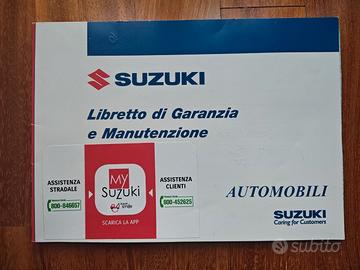 SUZUKI
Libretto di Garanzia
e Manutenzione
ASSISTENZA
STRADALE
800-846657
MY
Suzuki
SCARICA LA APP
ASSISTENZA
CLIENTI
800-452625
AUTOMOBILI
SUZUKI
Caring for Customers
subito